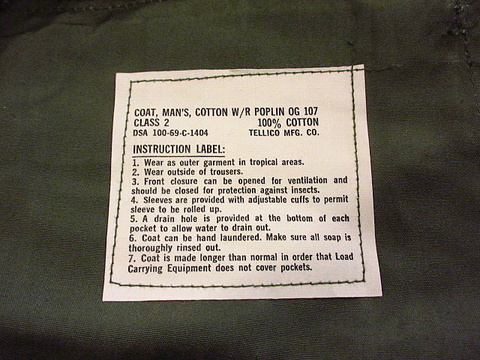 COAT, MAN'S, COTTON W/R POPLIN OG 107
CLASS 2 100% COTTON
DSA 100-69-C-1404 TELLICO MFG. CO.
INSTRUCTION LABEL:
1. Wear as outer garment in tropical areas.
2. Wear outside of trousers.
3. Front closure can be opened for ventilation and
should be closed for protection against insects.
4. Sleeves are provided with adjustable cuffs to permit
sleeve to be rolled up.
5. A drain hole is provided at the bottom of each
pocket to allow water to drain out.
6. Coat can be hand laundered. Make sure all soap is
thoroughly rinsed out.
7. Coat is made longer than normal in order that Load
Carrying Equipment does not cover pockets.